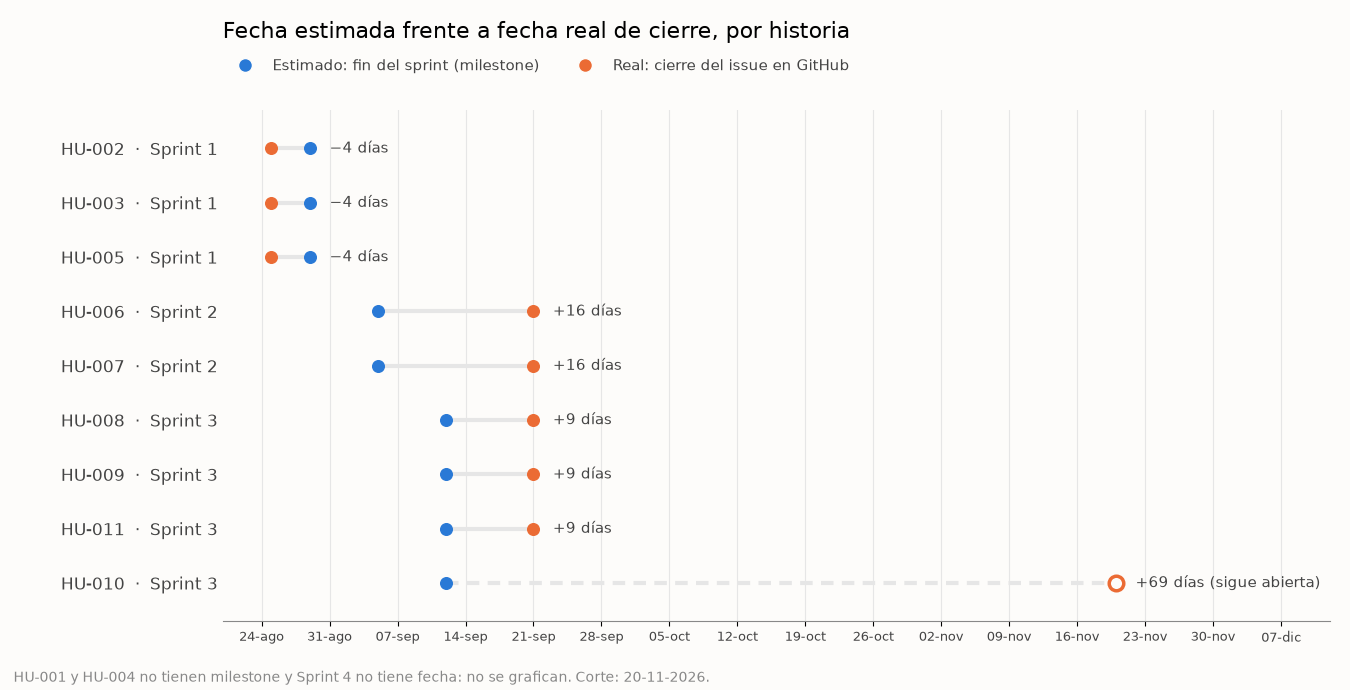 Fecha estimada frente a fecha real de cierre, por historia
Estimado: fin del sprint (milestone)
Real: cierre del issue en GitHub
HU-002 · Sprint 1
−4 días
HU-003 · Sprint 1
−4 días
HU-005 · Sprint 1
−4 días
HU-006 · Sprint 2
+16 días
HU-007 · Sprint 2
+16 días
HU-008 · Sprint 3
+9 días
HU-009 · Sprint 3
+9 días
HU-011 · Sprint 3
+9 días
HU-010 · Sprint 3
+69 días (sigue abierta)
24-ago
31-ago
07-sep
14-sep
21-sep
28-sep
05-oct
12-oct
19-oct
26-oct
02-nov
09-nov
16-nov
23-nov
30-nov
07-dic
HU-001 y HU-004 no tienen milestone y Sprint 4 no tiene fecha: no se grafican. Corte: 20-11-2026.